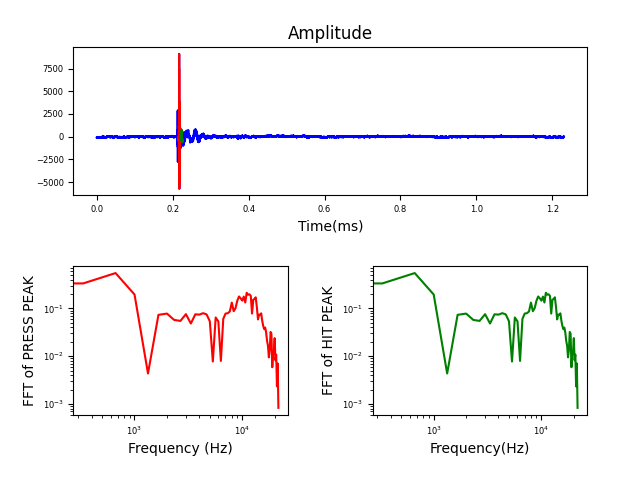 Amplitude
7500
5000
2500
0
−2500
−5000
0.0 0.2 0.4 0.6 0.8 1.0 1.2
Time(ms)
FFT of PRESS PEAK
10⁻¹
10⁻²
10⁻³
10³ 10⁴
Frequency (Hz)
FFT of HIT PEAK
10⁻¹
10⁻²
10⁻³
10³ 10⁴
Frequency(Hz)